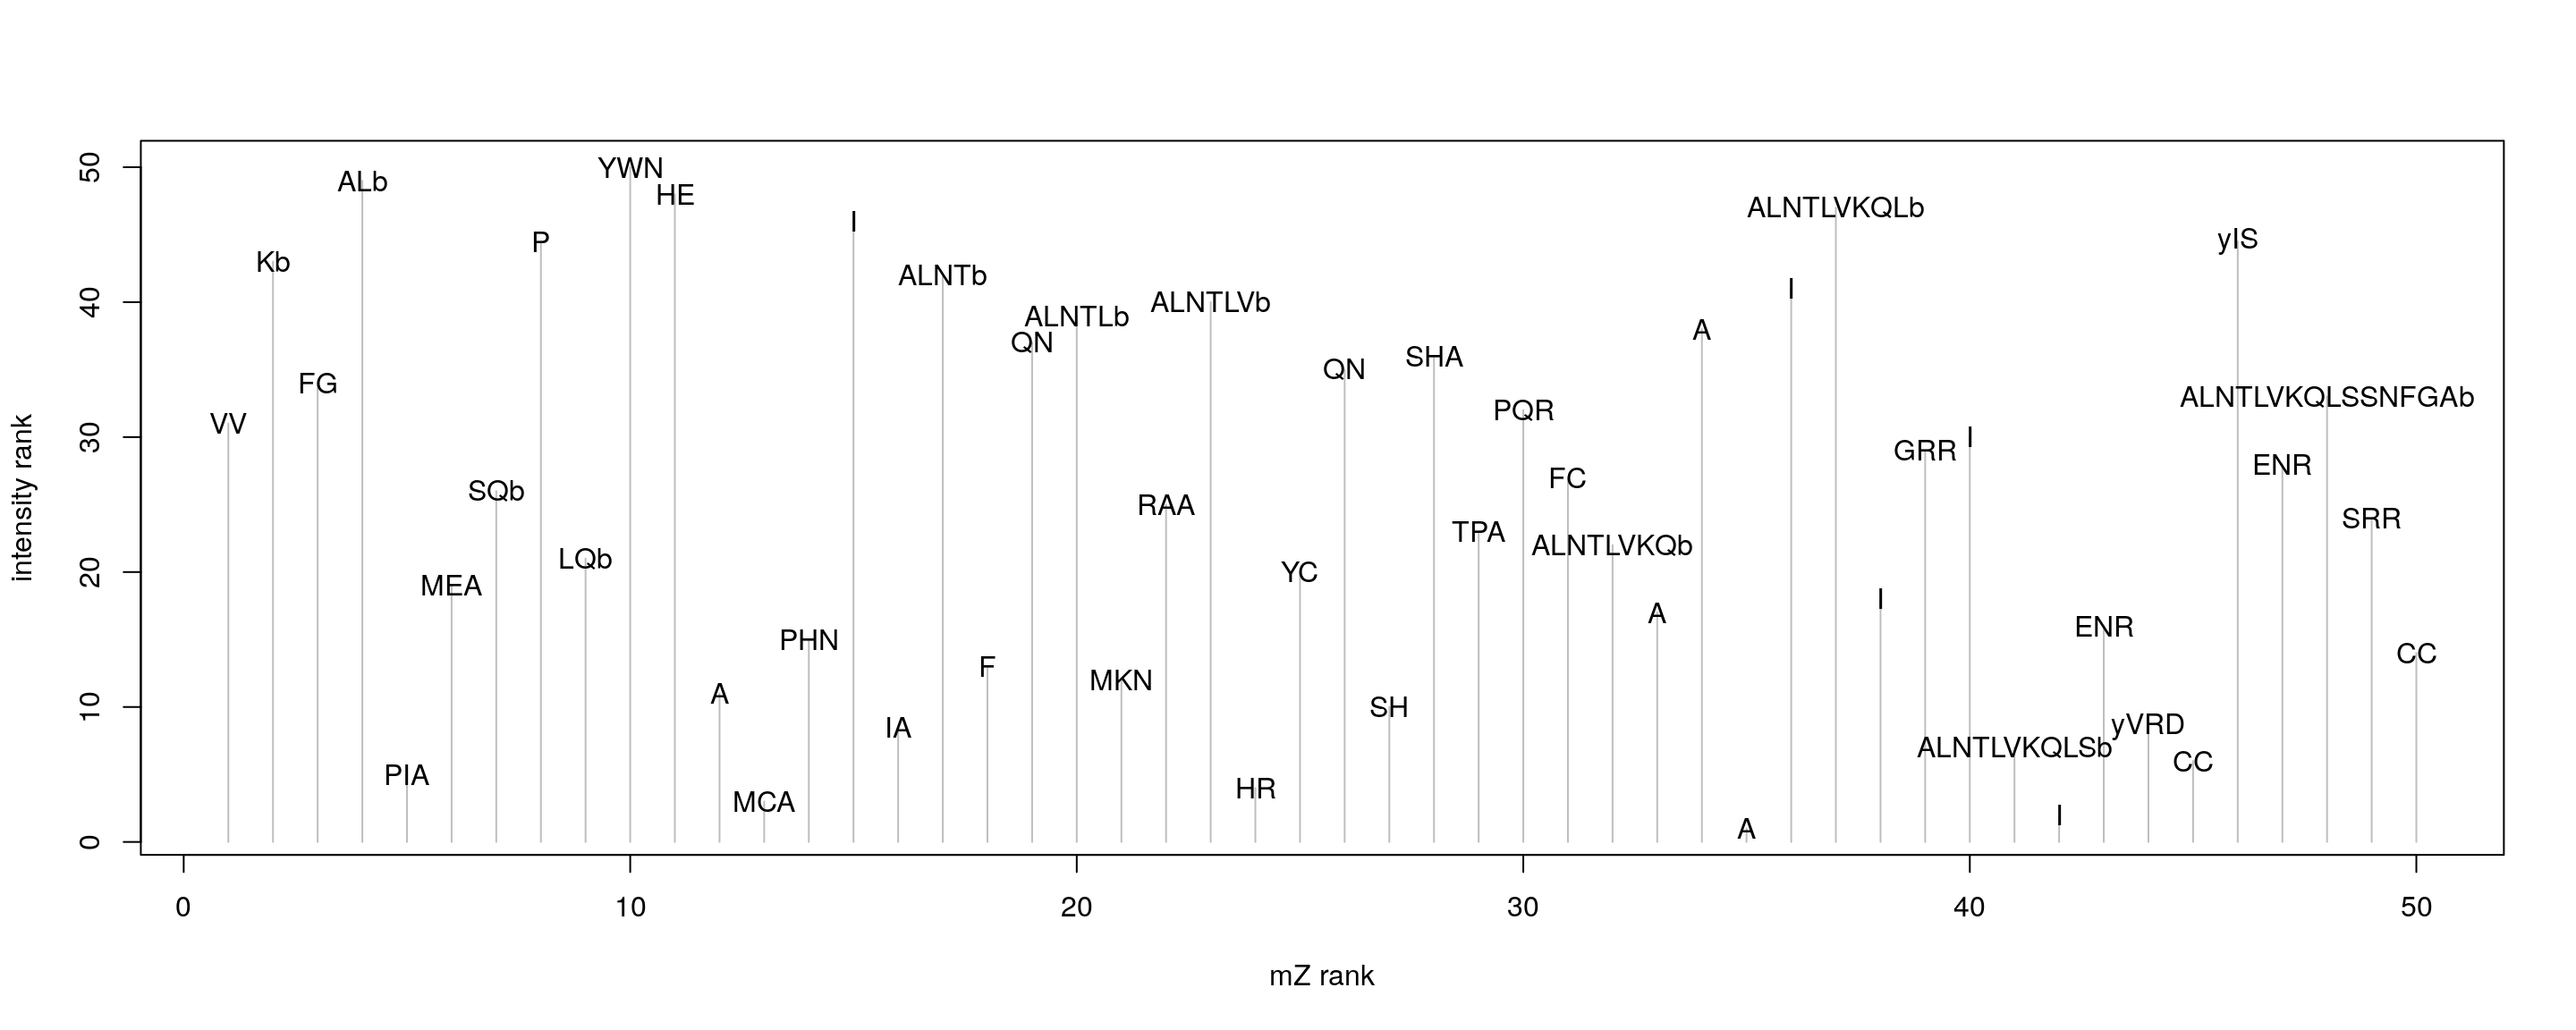 YWN
ALb
HE
ALNTLVKQLb
I
P
yIS
Kb
ALNTb
I
ALNTLVb
ALNTLb
A
QN
SHA
QN
FG
ALNTLVKQLSSNFGAb
PQR
VV
I
GRR
ENR
FC
SQb
RAA
SRR
TPA
ALNTLVKQb
LQb
YC
MEA
I
A
ENR
PHN
CC
F
MKN
A
SH
IA
yVRD
ALNTLVKQLSb
CC
PIA
HR
MCA
I
A
50
40
30
20
10
0
intensity rank
0 10 20 30 40 50
mZ rank